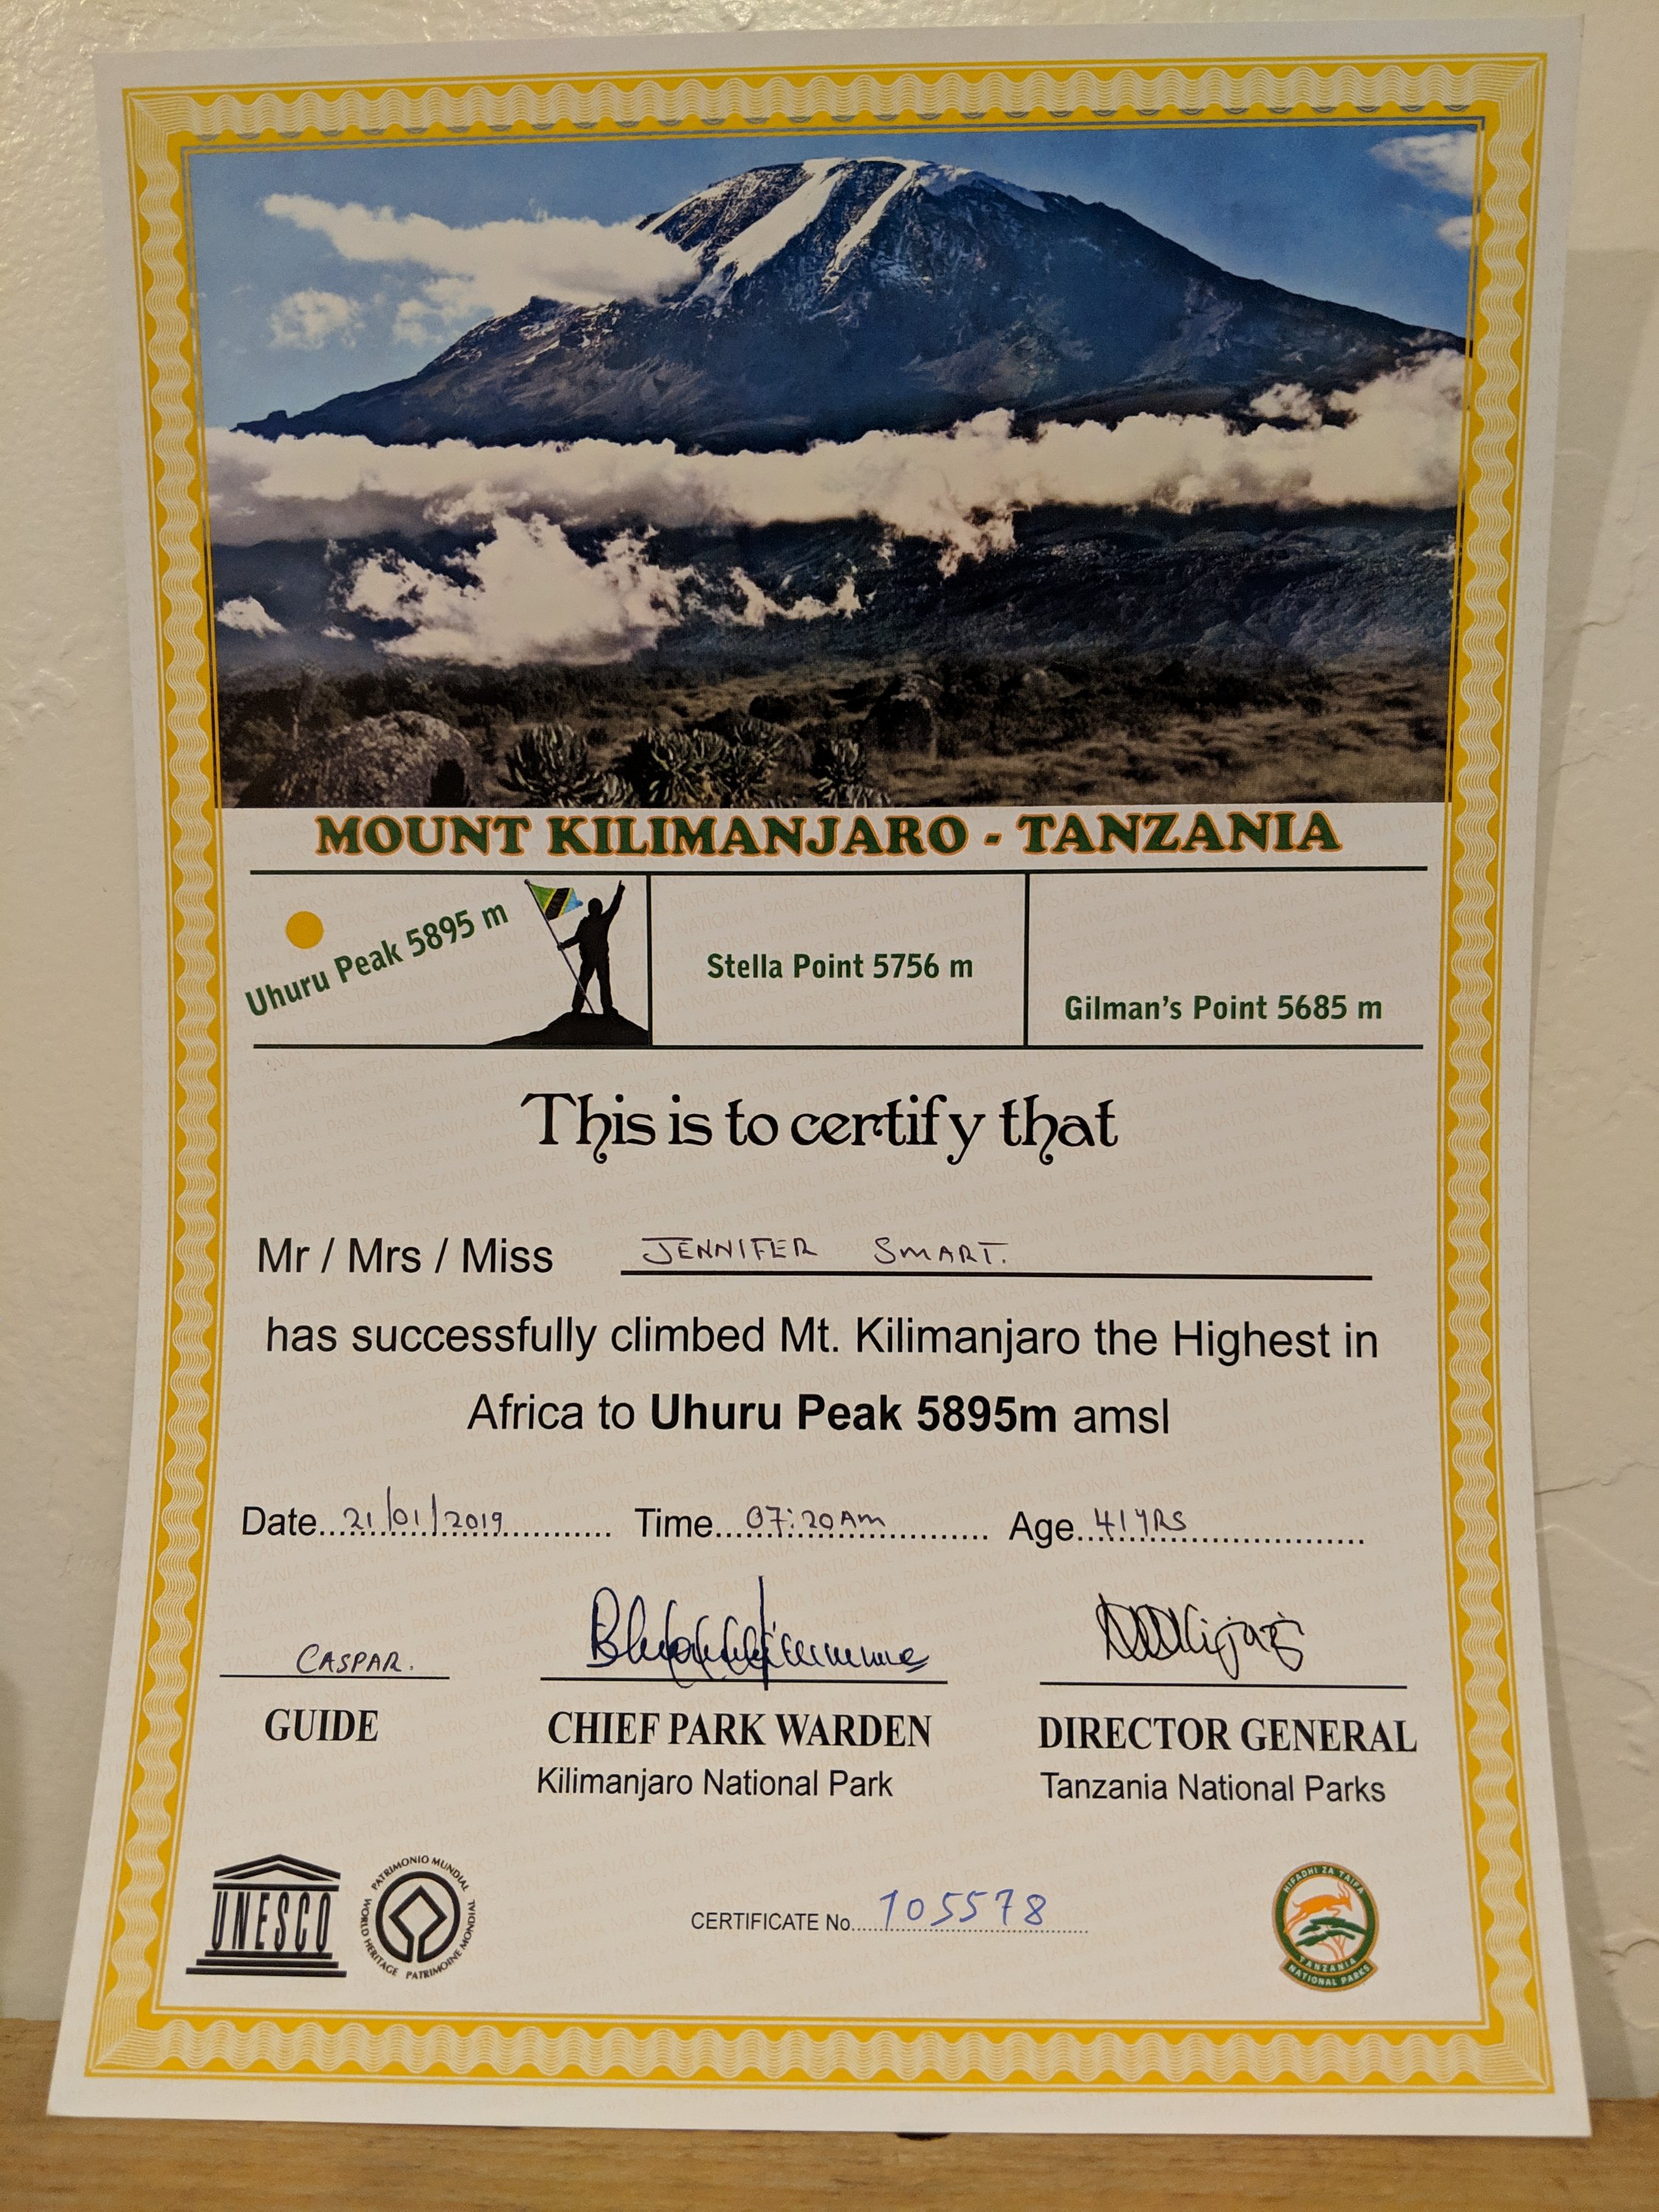 MOUNT KILIMANJARO - TANZANIA
Uhuru Peak 5895 m
Stella Point 5756 m
Gilman's Point 5685 m
This is to certify that
Mr / Mrs / Miss JENNIFER SMART.
has successfully climbed Mt. Kilimanjaro the Highest in
Africa to Uhuru Peak 5895m amsl
Date...21/01/2019............ Time...07:20AM............ Age..41YRS....................
CASPAR.
GUIDE
CHIEF PARK WARDEN
Kilimanjaro National Park
DIRECTOR GENERAL
Tanzania National Parks
UNESCO
PATRIMONIO MUNDIAL
WORLD HERITAGE
PATRIMOINE MONDIAL
CERTIFICATE No....105578........
HIFADHI ZA TAIFA
TANZANIA
NATIONAL PARKS